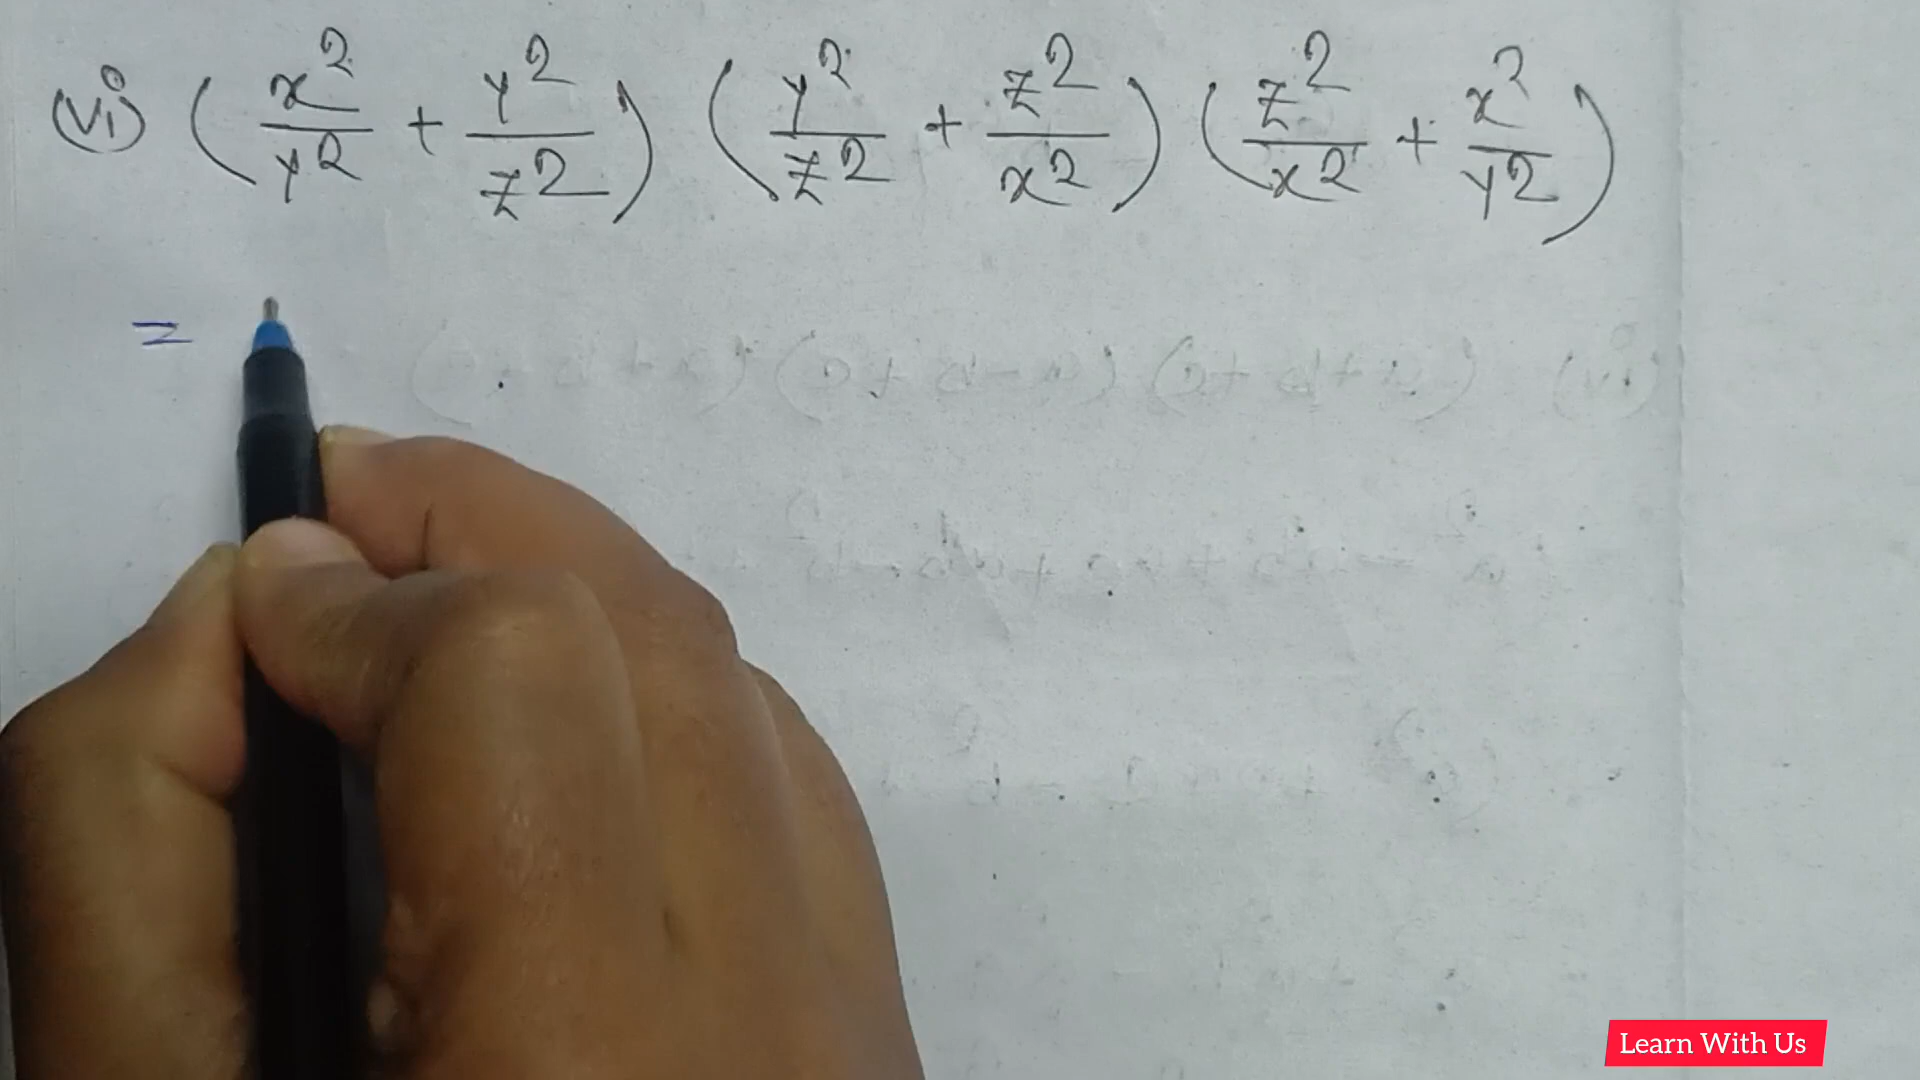 (vi) (x²/y² + y²/z²) (y²/z² + z²/x²) (z²/x² + x²/y²)
=
Learn With Us